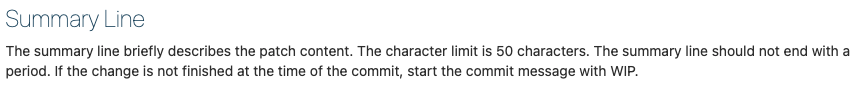 Summary Line
The summary line briefly describes the patch content. The character limit is 50 characters. The summary line should not end with a
period. If the change is not finished at the time of the commit, start the commit message with WIP.